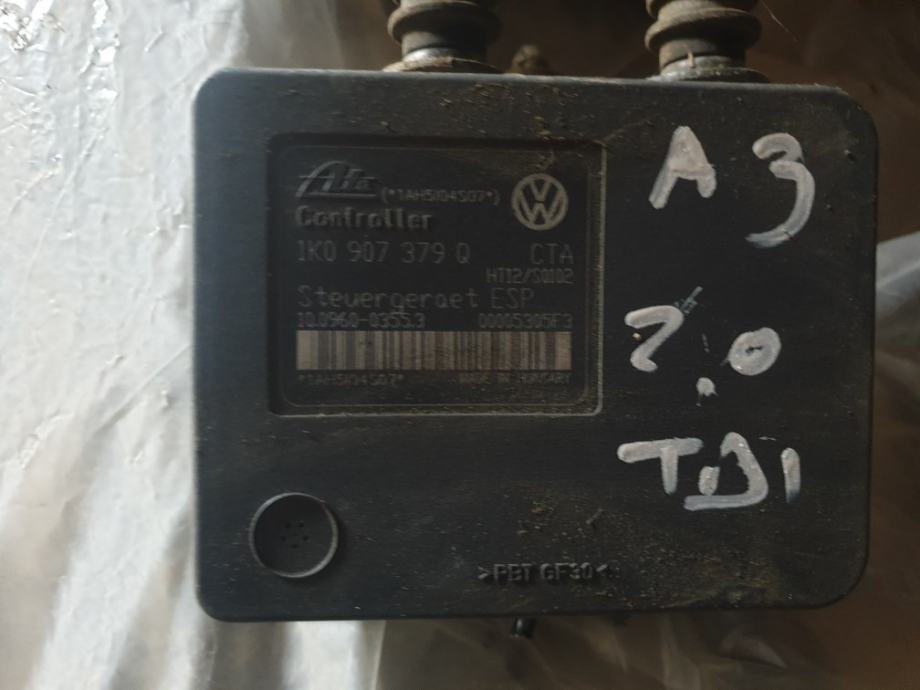 Ate
(*1AH5I04S07*)
Controller
1K0 907 379 Q CTA
HT12/S0102
Steuergeraet ESP
10.0960-0355.3 00005305F3
*1AH5I04S07*
MADE IN HUNGARY
>PBT GF30<
A 3
2.0
TDI